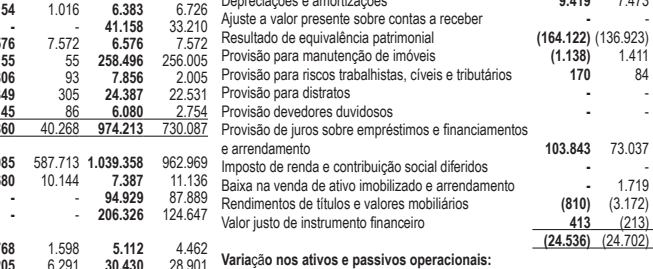 54 1.016 6.383 6.726
- - 41.158 33.210
576 7.572 6.576 7.572
55 55 258.496 256.005
306 93 7.856 2.005
349 305 24.387 22.531
45 86 6.080 2.754
360 40.268 974.213 730.087
985 587.713 1.039.358 962.969
380 10.144 7.387 11.136
- - 94.929 87.889
- - 206.326 124.647
768 1.598 5.112 4.462
205 6.291 30.430 28.901
Depreciações e amortizações 9.419 7.473
Ajuste a valor presente sobre contas a receber - -
Resultado de equivalência patrimonial (164.122) (136.923)
Provisão para manutenção de imóveis (1.138) 1.411
Provisão para riscos trabalhistas, cíveis e tributários 170 84
Provisão para distratos - -
Provisão devedores duvidosos - -
Provisão de juros sobre empréstimos e financiamentos
e arrendamento 103.843 73.037
Imposto de renda e contribuição social diferidos - -
Baixa na venda de ativo imobilizado e arrendamento - 1.719
Rendimentos de títulos e valores mobiliários (810) (3.172)
Valor justo de instrumento financeiro 413 (213)
(24.536) (24.702)
Variação nos ativos e passivos operacionais: